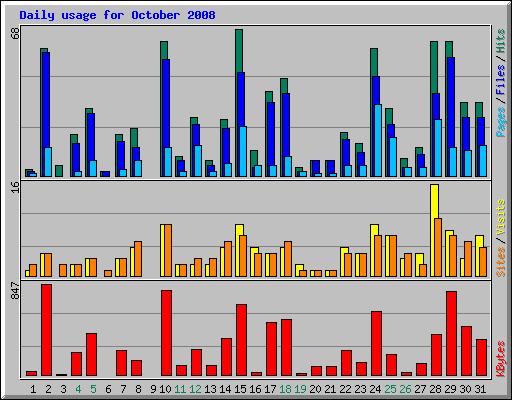 Daily usage for October 2008
68
Pages / Files / Hits
16
Sites / Visits
847
KBytes
1 2 3 4 5 6 7 8 9 10 11 12 13 14 15 16 17 18 19 20 21 22 23 24 25 26 27 28 29 30 31